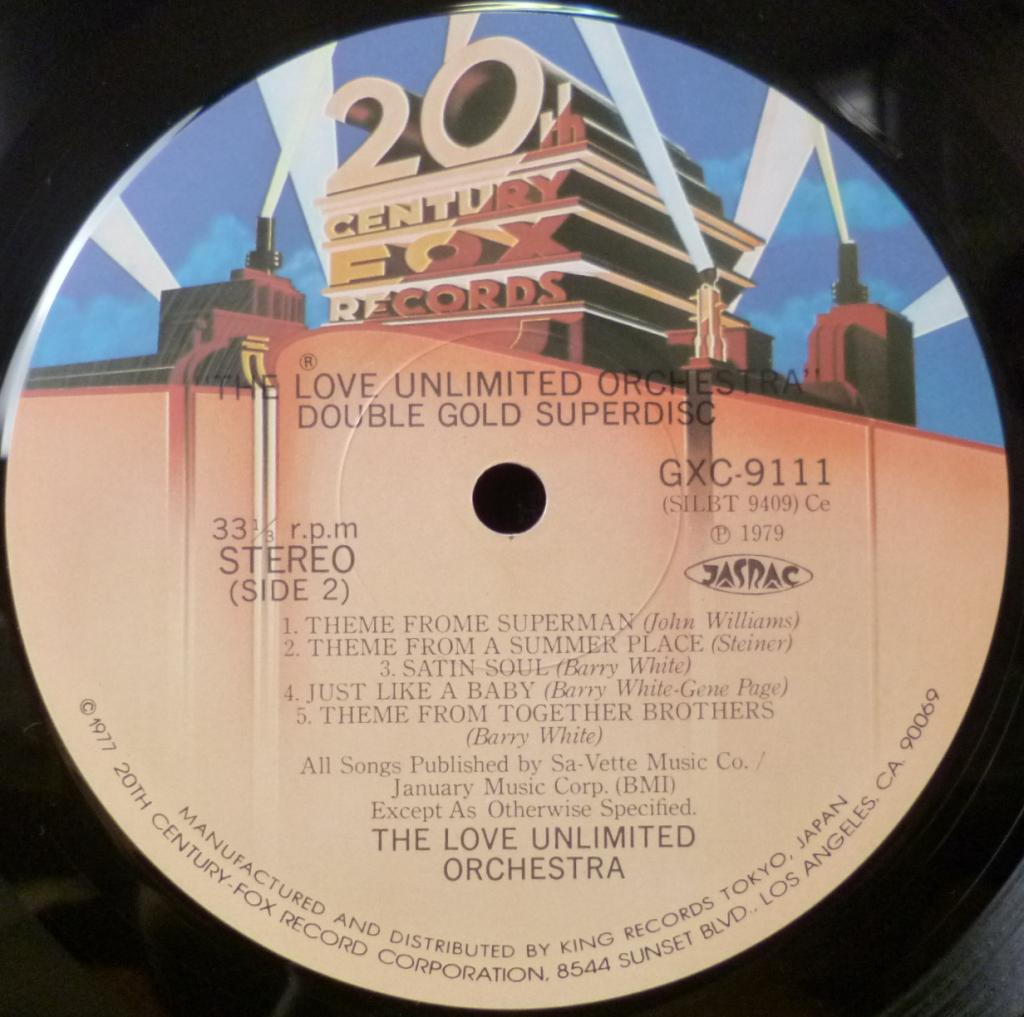 20th
CENTURY
FOX
RECORDS
®
"THE LOVE UNLIMITED ORCHESTRA"
DOUBLE GOLD SUPERDISC
GXC-9111
(SILBT 9409) Ce
℗ 1979
JASRAC
33⅓ r.p.m
STEREO
(SIDE 2)
1. THEME FROME SUPERMAN (John Williams)
2. THEME FROM A SUMMER PLACE (Steiner)
3. SATIN SOUL (Barry White)
4. JUST LIKE A BABY (Barry White-Gene Page)
5. THEME FROM TOGETHER BROTHERS
(Barry White)
All Songs Published by Sa-Vette Music Co. /
January Music Corp. (BMI)
Except As Otherwise Specified.
THE LOVE UNLIMITED
ORCHESTRA
MANUFACTURED AND DISTRIBUTED BY KING RECORDS TOKYO, JAPAN
© 1977 20TH CENTURY-FOX RECORD CORPORATION, 8544 SUNSET BLVD., LOS ANGELES, CA. 90069